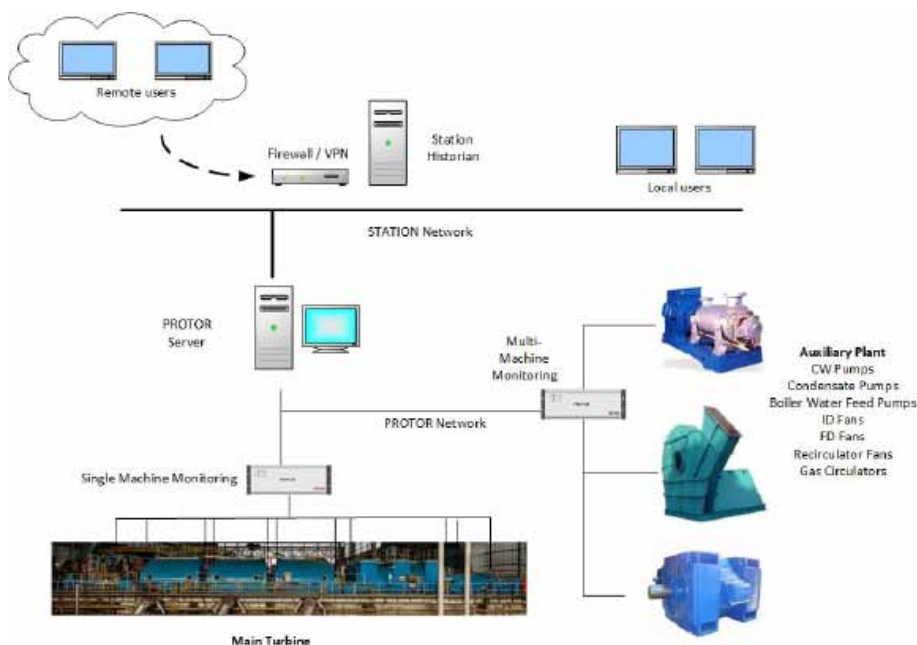 Remote users
Firewall / VPN
Station
Historian
Local users
STATION Network
PROTOR
Server
Multi-
Machine
Monitoring
PROTOR Network
Single Machine Monitoring
Auxiliary Plant
CW Pumps
Condensate Pumps
Boiler Water Feed Pumps
ID Fans
FD Fans
Recirculator Fans
Gas Circulators
Main Turbine